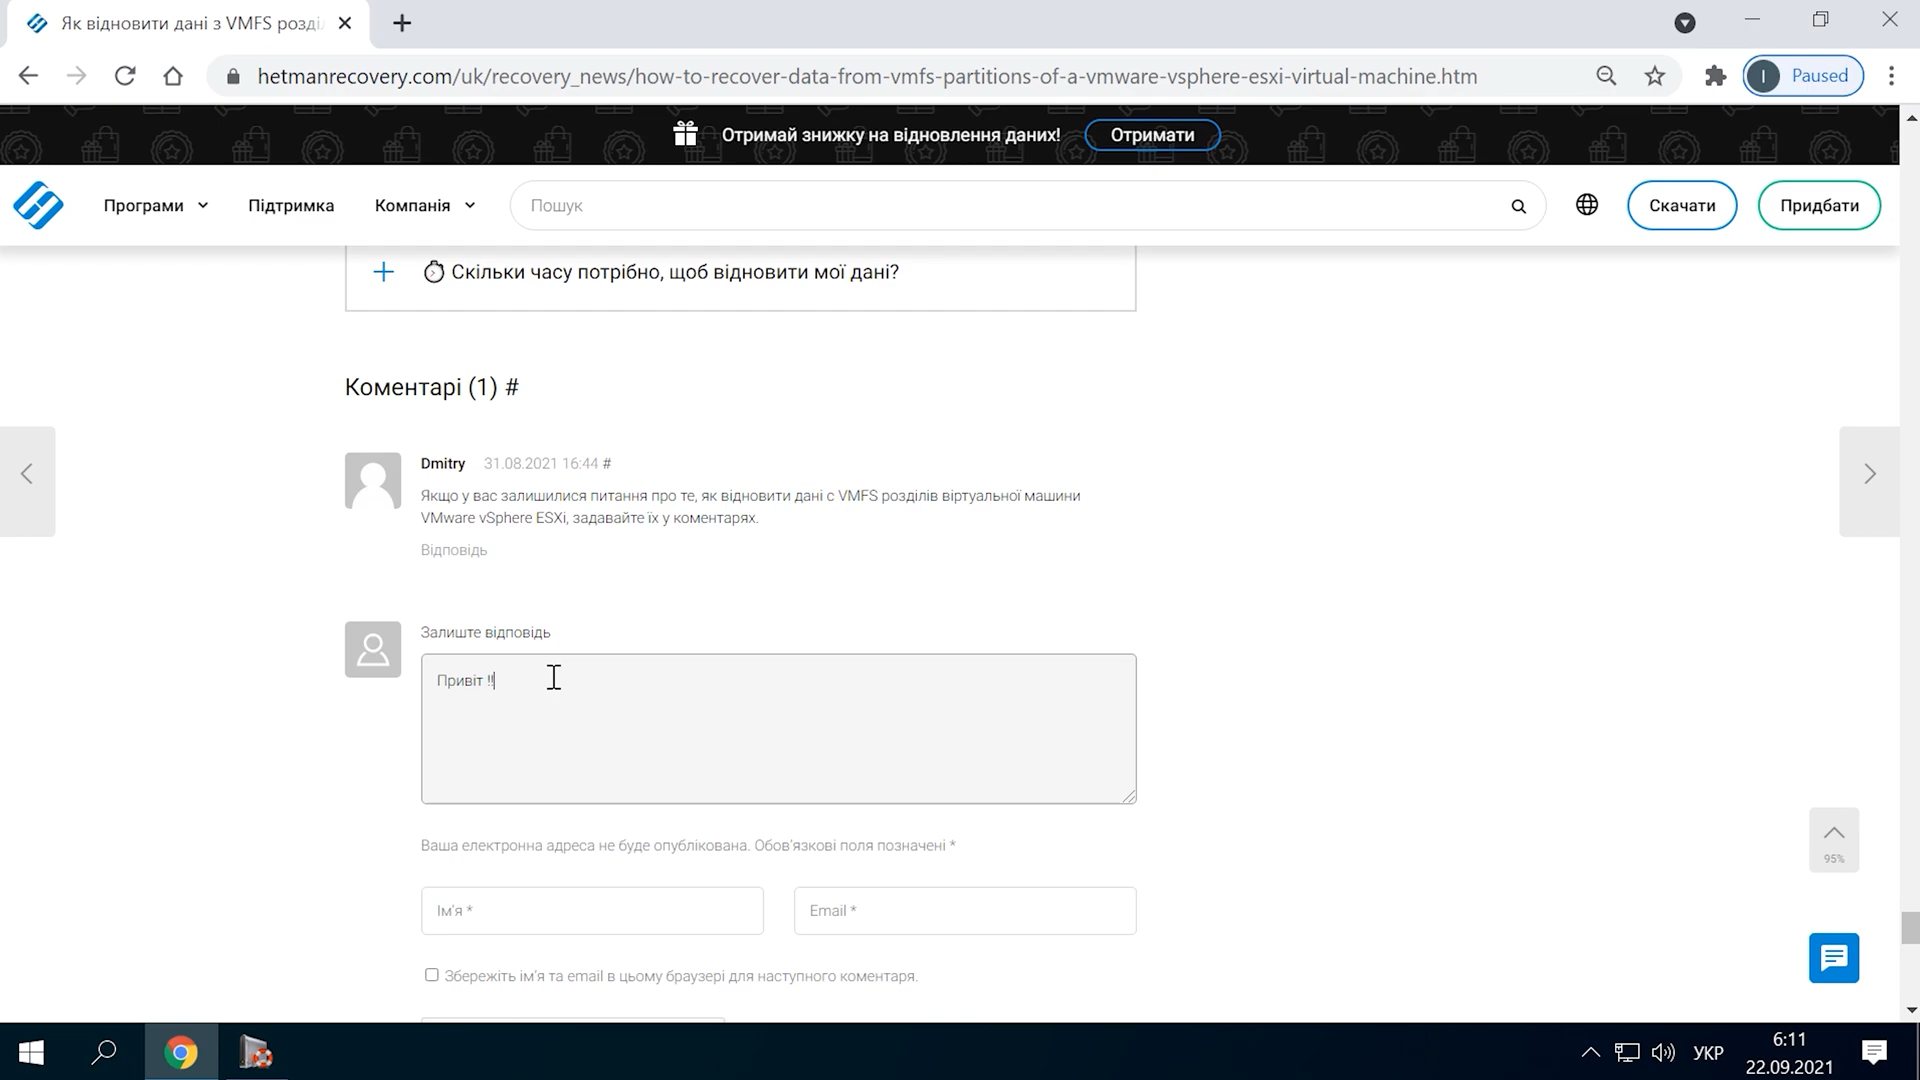 Як відновити дані з VMFS розді
hetmanrecovery.com/uk/recovery_news/how-to-recover-data-from-vmfs-partitions-of-a-vmware-vsphere-esxi-virtual-machine.htm
I Paused
Отримай знижку на відновлення даних! Отримати
Програми Підтримка Компанія Пошук Скачати Придбати
Скільки часу потрібно, щоб відновити мої дані?
Коментарі (1) #
Dmitry 31.08.2021 16:44 #
Якщо у вас залишилися питання про те, як відновити дані с VMFS розділів віртуальної машини
VMware vSphere ESXi, задавайте їх у коментарях.
Відповідь
Залиште відповідь
Привіт !!
Ваша електронна адреса не буде опублікована. Обов'язкові поля позначені *
95%
Ім'я * Email *
Збережіть ім'я та email в цьому браузері для наступного коментаря.
УКР 6:11
22.09.2021